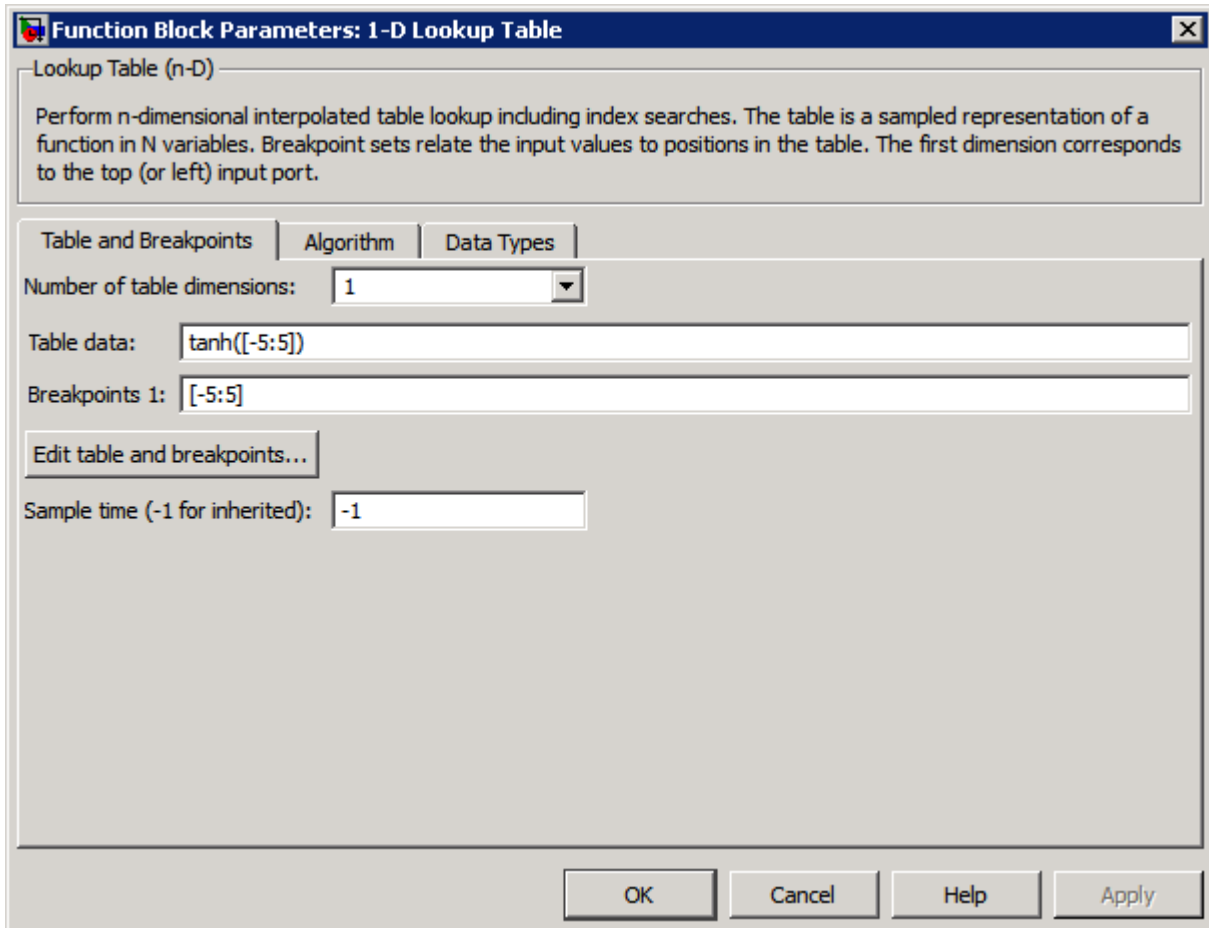 Function Block Parameters: 1-D Lookup Table
Lookup Table (n-D)
Perform n-dimensional interpolated table lookup including index searches. The table is a sampled representation of a
function in N variables. Breakpoint sets relate the input values to positions in the table. The first dimension corresponds
to the top (or left) input port.
Table and Breakpoints Algorithm Data Types
Number of table dimensions: 1
Table data: tanh([-5:5])
Breakpoints 1: [-5:5]
Edit table and breakpoints...
Sample time (-1 for inherited): -1
OK Cancel Help Apply